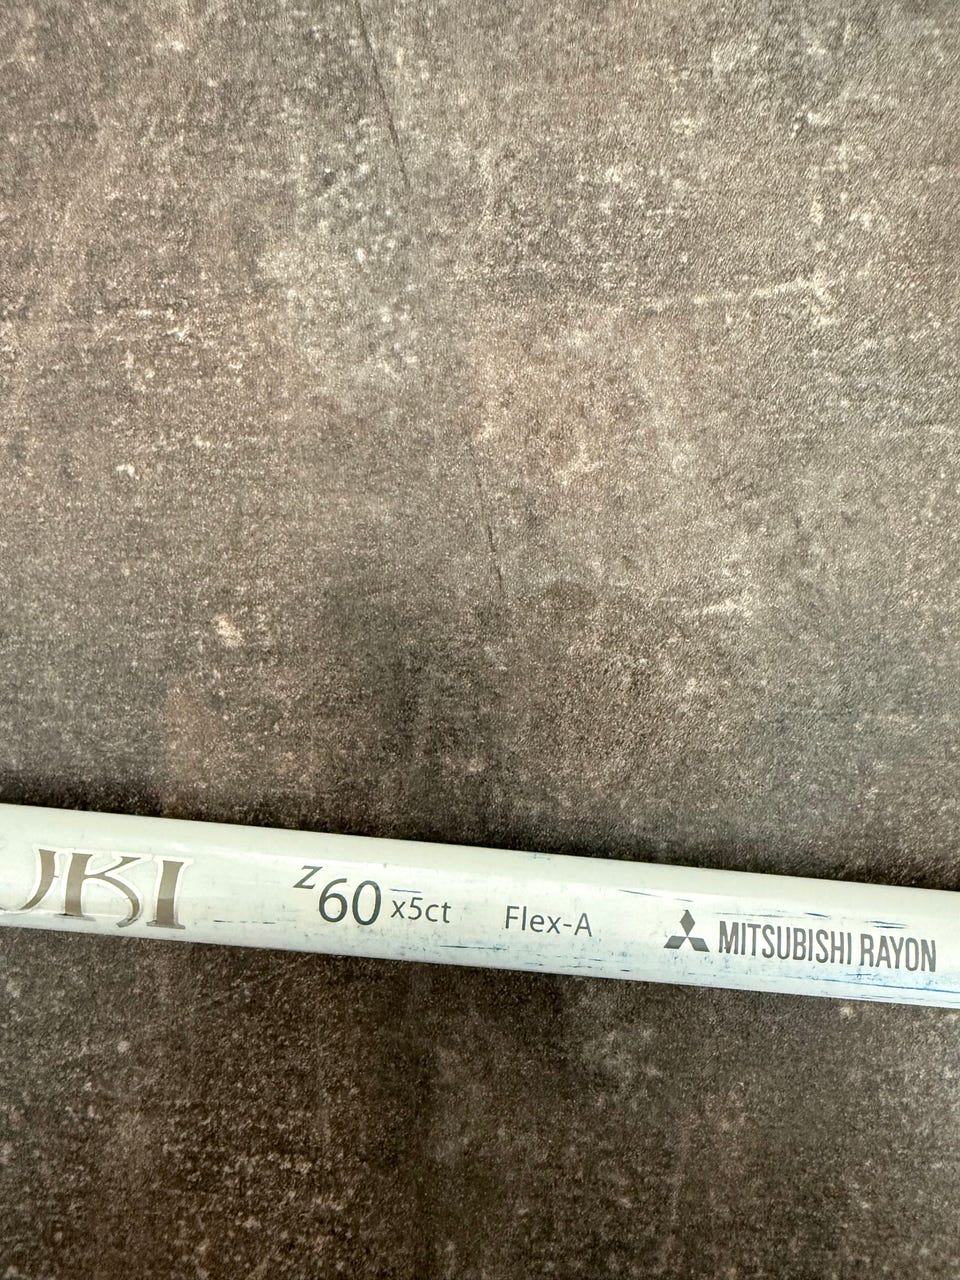 UKI z60 x5ct Flex-A MITSUBISHI RAYON